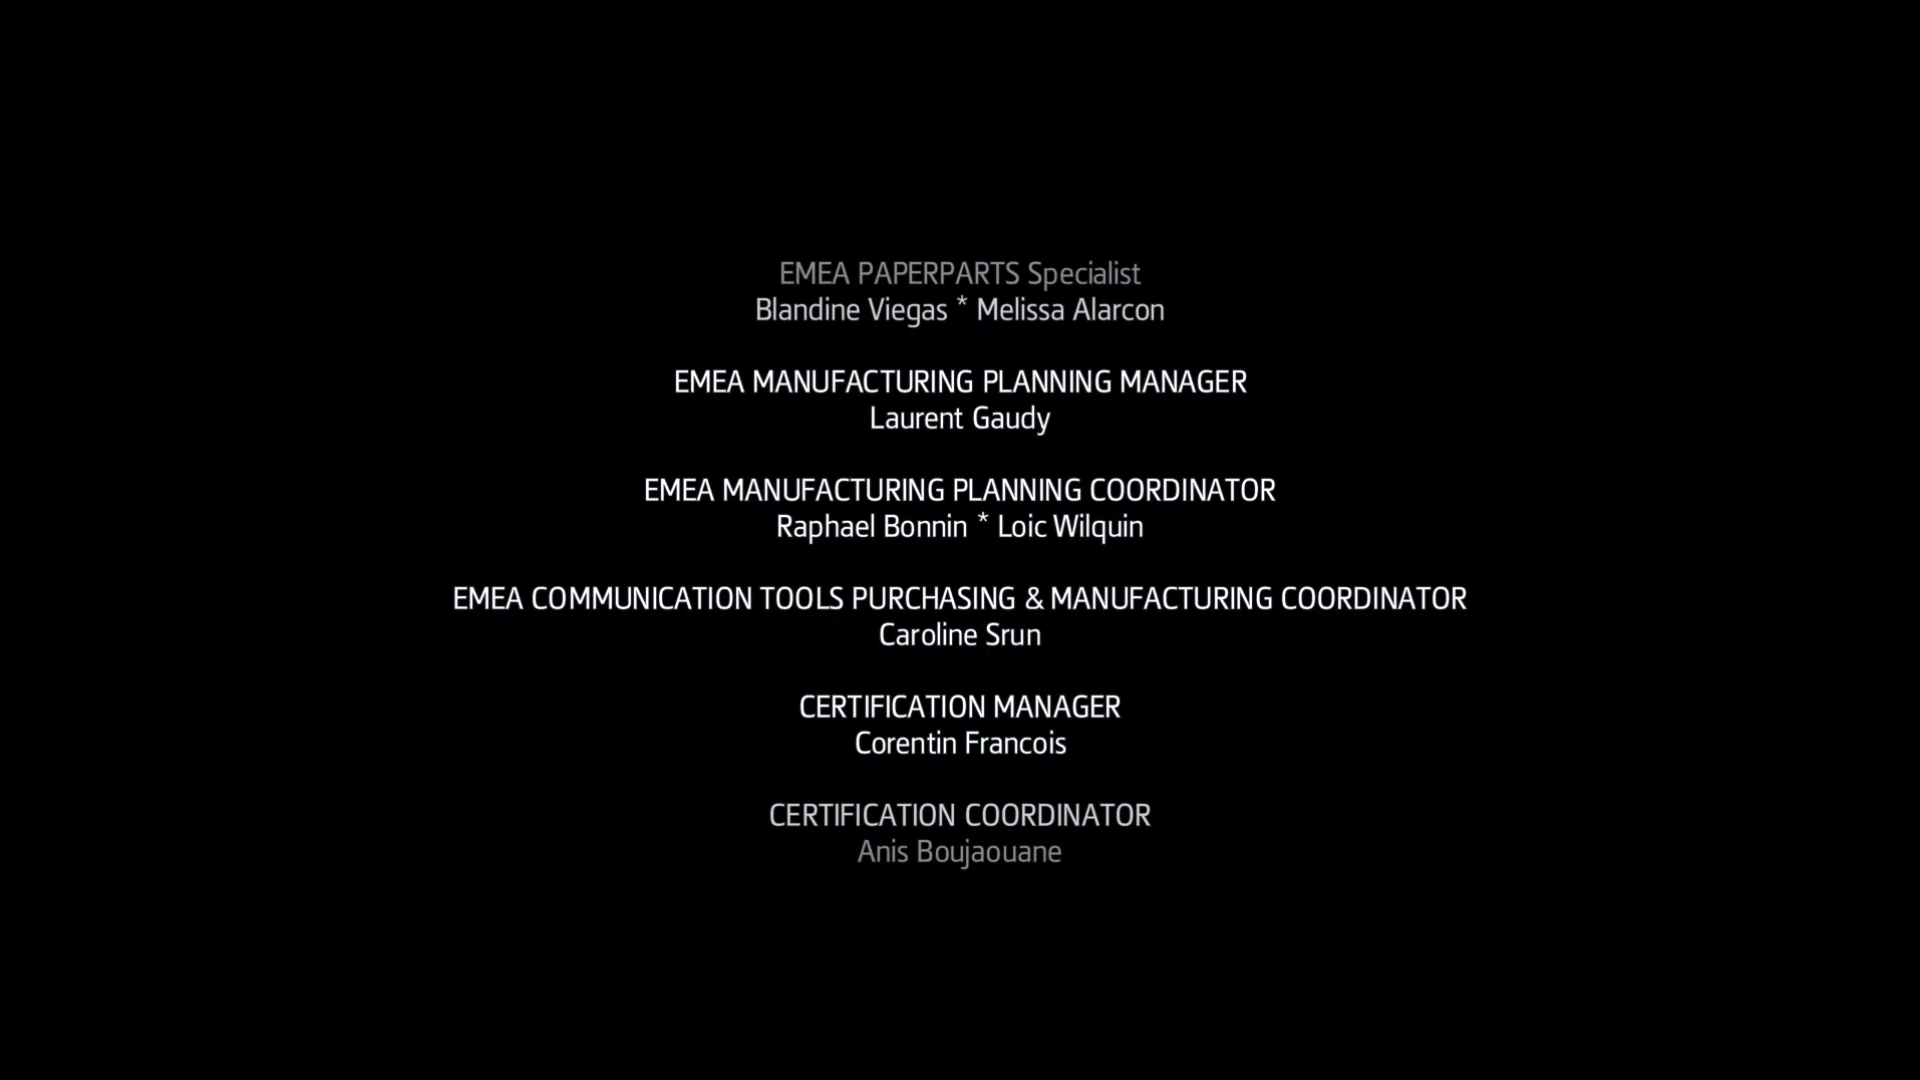 EMEA PAPERPARTS Specialist
Blandine Viegas * Melissa Alarcon
EMEA MANUFACTURING PLANNING MANAGER
Laurent Gaudy
EMEA MANUFACTURING PLANNING COORDINATOR
Raphael Bonnin * Loic Wilquin
EMEA COMMUNICATION TOOLS PURCHASING & MANUFACTURING COORDINATOR
Caroline Srun
CERTIFICATION MANAGER
Corentin Francois
CERTIFICATION COORDINATOR
Anis Boujaouane